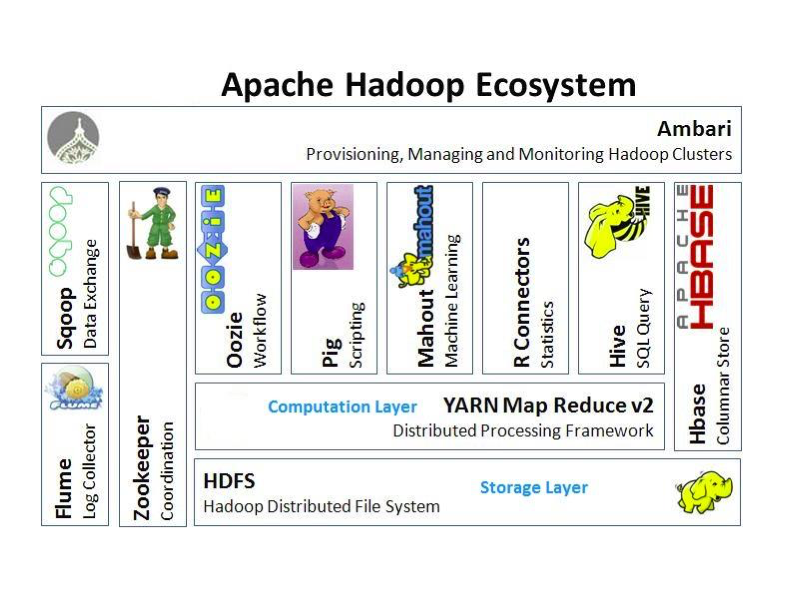 Apache Hadoop Ecosystem
Ambari
Provisioning, Managing and Monitoring Hadoop Clusters
sqoop
Sqoop
Data Exchange
FLUME
Flume
Log Collector
Zookeeper
Coordination
OOZIE
Oozie
Workflow
Pig
Scripting
mahout
Mahout
Machine Learning
R Connectors
Statistics
HIVE
Hive
SQL Query
APACHE
HBASE
Hbase
Columnar Store
Computation Layer YARN Map Reduce v2
Distributed Processing Framework
HDFS
Hadoop Distributed File System
Storage Layer